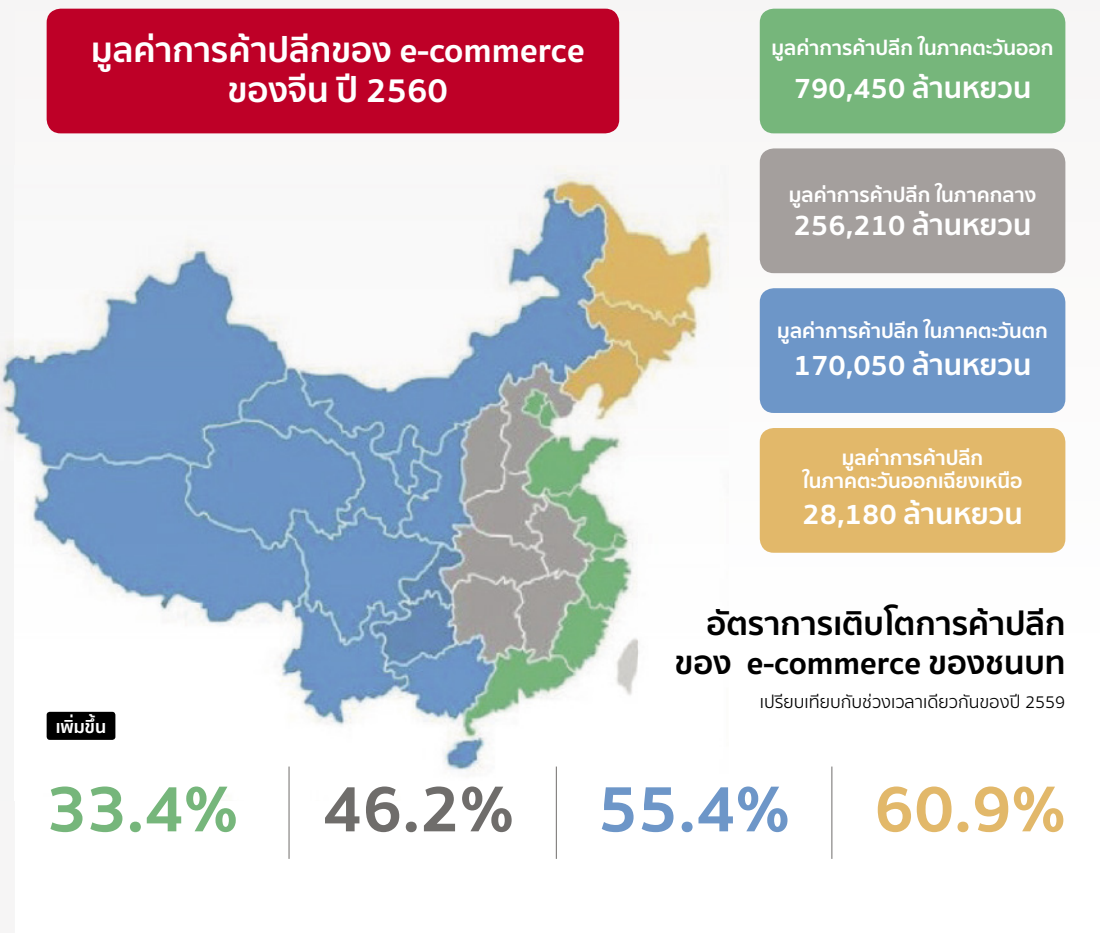 มูลค่าการค้าปลีกของ e-commerce
ของจีน ปี 2560
มูลค่าการค้าปลีก ในภาคตะวันออก
790,450 ล้านหยวน
มูลค่าการค้าปลีก ในภาคกลาง
256,210 ล้านหยวน
มูลค่าการค้าปลีก ในภาคตะวันตก
170,050 ล้านหยวน
มูลค่าการค้าปลีก
ในภาคตะวันออกเฉียงเหนือ
28,180 ล้านหยวน
อัตราการเติบโตการค้าปลีก
ของ e-commerce ของชนบท
เปรียบเทียบกับช่วงเวลาเดียวกันของปี 2559
เพิ่มขึ้น
33.4%
46.2%
55.4%
60.9%